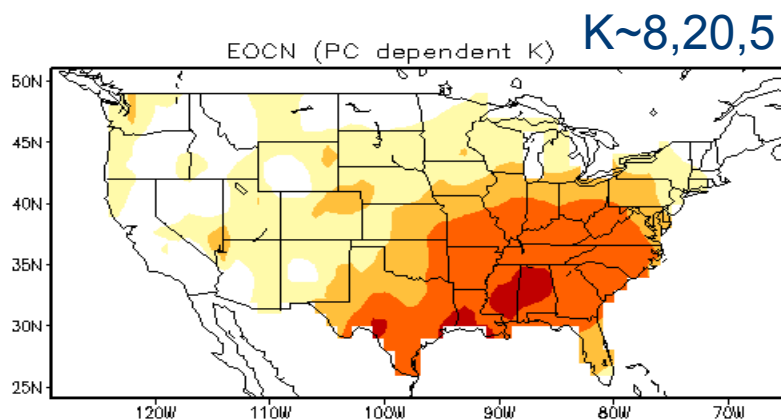 K~8,20,5
EOCN (PC dependent K)
50N
45N
40N
35N
30N
25N
120W
110W
100W
90W
80W
70W